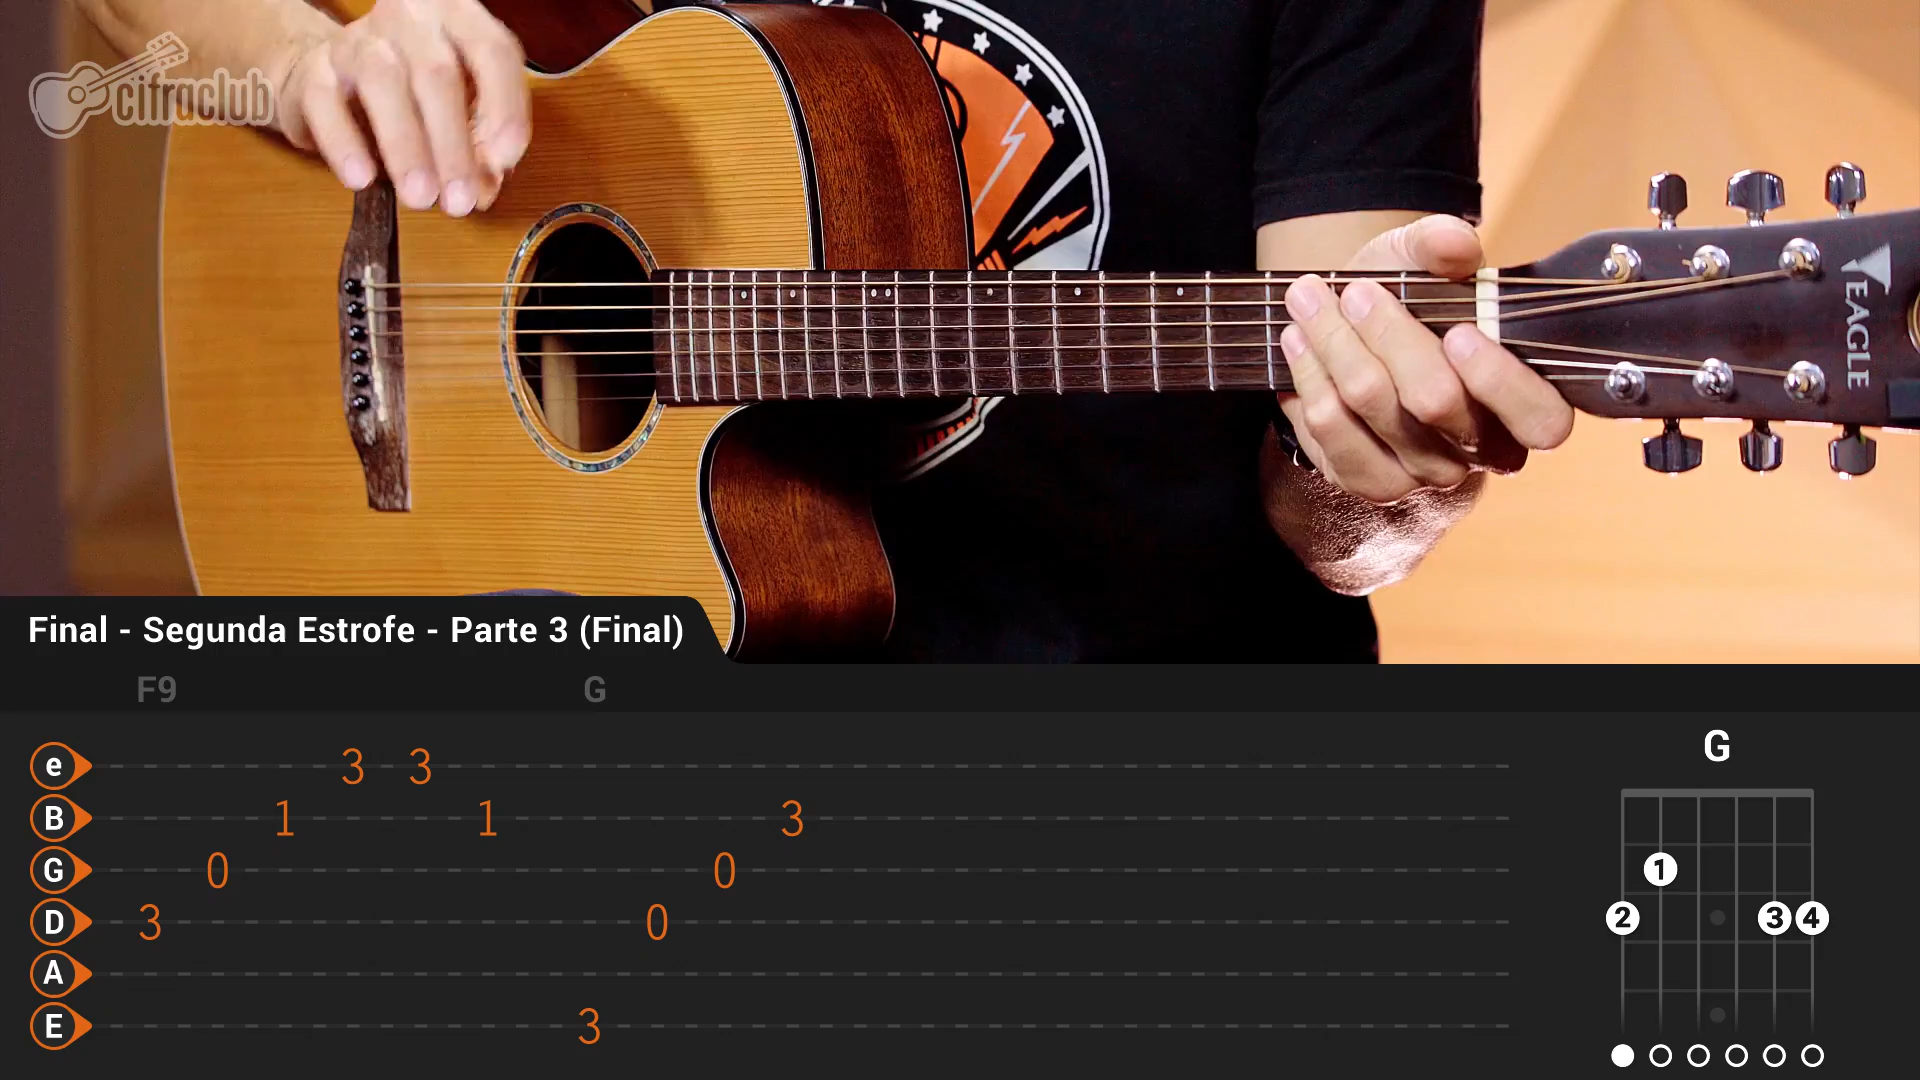 cifraclub
EAGLE
Final - Segunda Estrofe - Parte 3 (Final)
F9 G
G
e 3 3
B 1 1 3
G 0 0
D 3 0
A
E 3
1
2 3 4